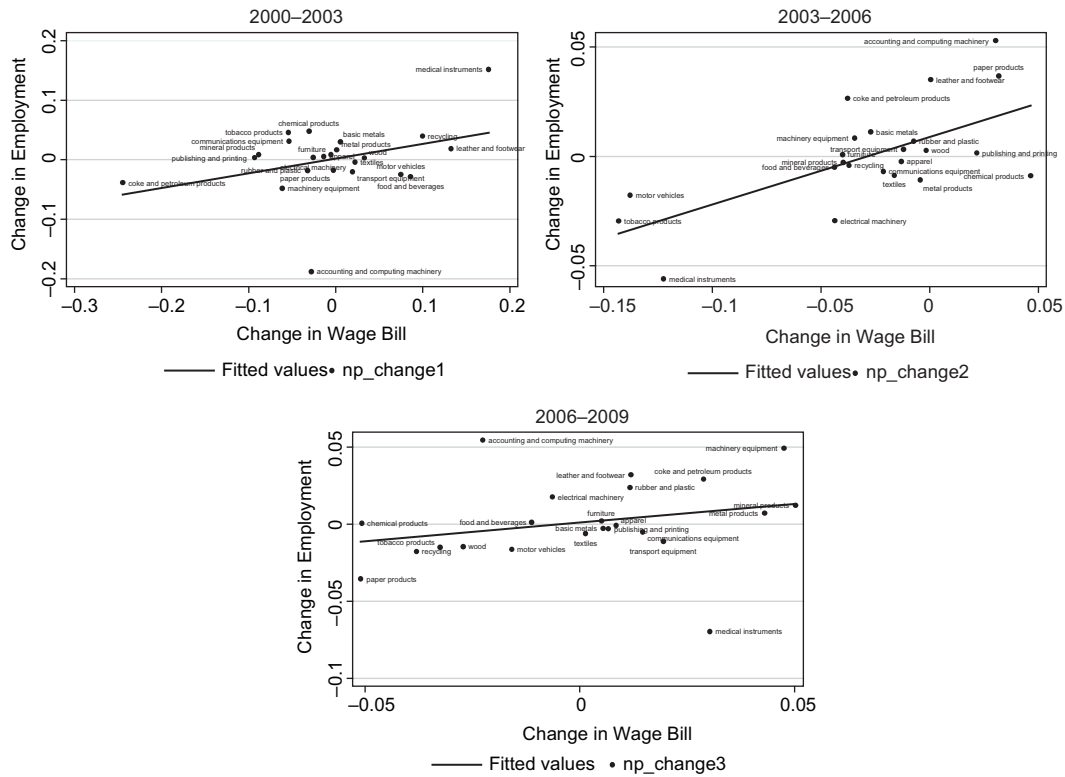 2000–2003
Change in Employment
0.2
0.1
0
–0.1
–0.2
medical instruments
chemical products
tobacco products
communications equipment
mineral products
publishing and printing
basic metals
metal products
recycling
leather and footwear
furniture
apparel
wood
textiles
rubber and plastic
machinery
motor vehicles
paper products
transport equipment
food and beverages
coke and petroleum products
machinery equipment
accounting and computing machinery
–0.3
–0.1
0
0.1
0.2
Change in Wage Bill
Fitted values
np_change1
2003–2006
Change in Employment
0.05
0
–0.05
accounting and computing machinery
paper products
leather and footwear
coke and petroleum products
basic metals
machinery equipment
rubber and plastic
transport equipment
wood
furniture
publishing and printing
mineral products
recycling
apparel
food and beverages
communications equipment
chemical products
textiles
metal products
motor vehicles
tobacco products
electrical machinery
medical instruments
–0.15
–0.05
0
0.05
Change in Wage Bill
Fitted values
np_change2
2006–2009
Change in Employment
0.05
0
–0.05
–0.1
accounting and computing machinery
machinery equipment
leather and footwear
coke and petroleum products
rubber and plastic
electrical machinery
mineral products
metal products
furniture
chemical products
food and beverages
apparel
basic metals
publishing and printing
communications equipment
textiles
tobacco products
recycling
wood
motor vehicles
transport equipment
paper products
medical instruments
–0.05
0
0.05
Change in Wage Bill
Fitted values
np_change3